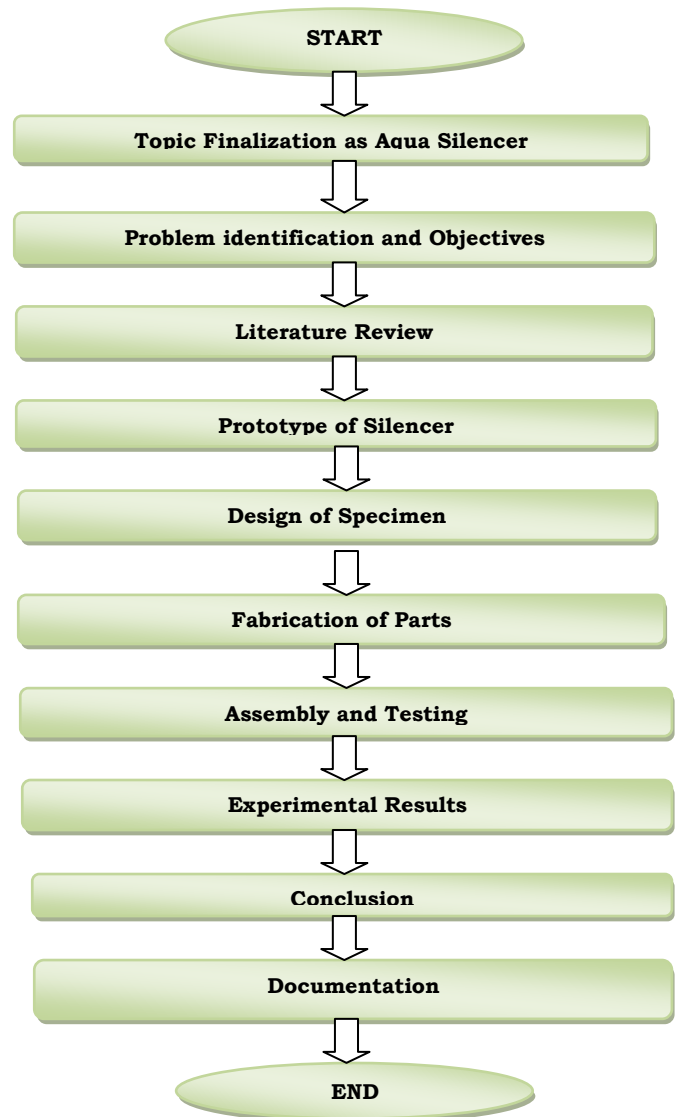 START
Topic Finalization as Aqua Silencer
Problem identification and Objectives
Literature Review
Prototype of Silencer
Design of Specimen
Fabrication of Parts
Assembly and Testing
Experimental Results
Conclusion
Documentation
END